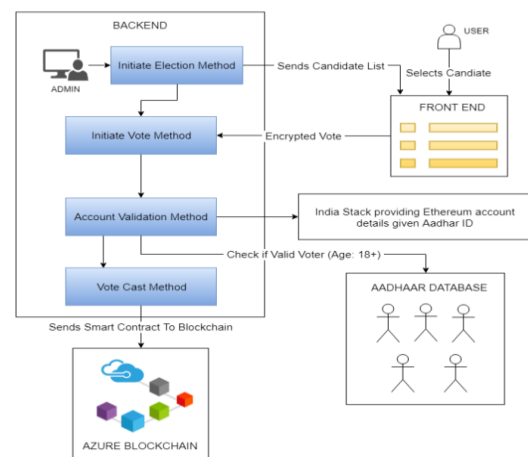 BACKEND
USER
Initiate Election Method
Sends Candidate List
Selects Candiate
ADMIN
FRONT END
Initiate Vote Method
Encrypted Vote
Account Validation Method
India Stack providing Ethereum account
details given Aadhar ID
Check if Valid Voter (Age: 18+)
Vote Cast Method
AADHAAR DATABASE
Sends Smart Contract To Blockchain
AZURE BLOCKCHAIN